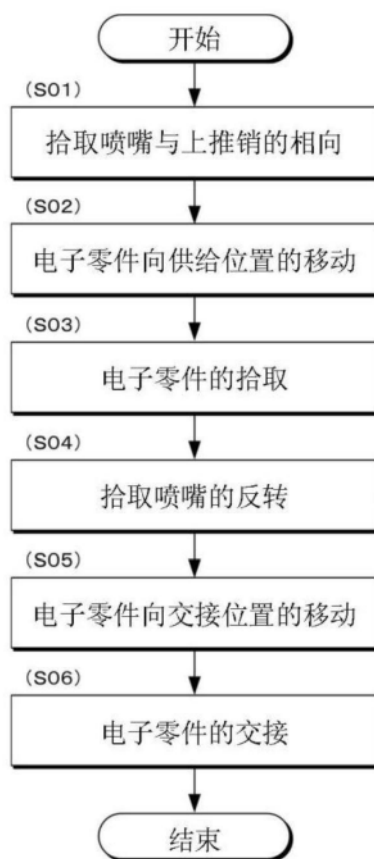 开始
(S01)
拾取喷嘴与上推销的相向
(S02)
电子零件向供给位置的移动
(S03)
电子零件的拾取
(S04)
拾取喷嘴的反转
(S05)
电子零件向交接位置的移动
(S06)
电子零件的交接
结束